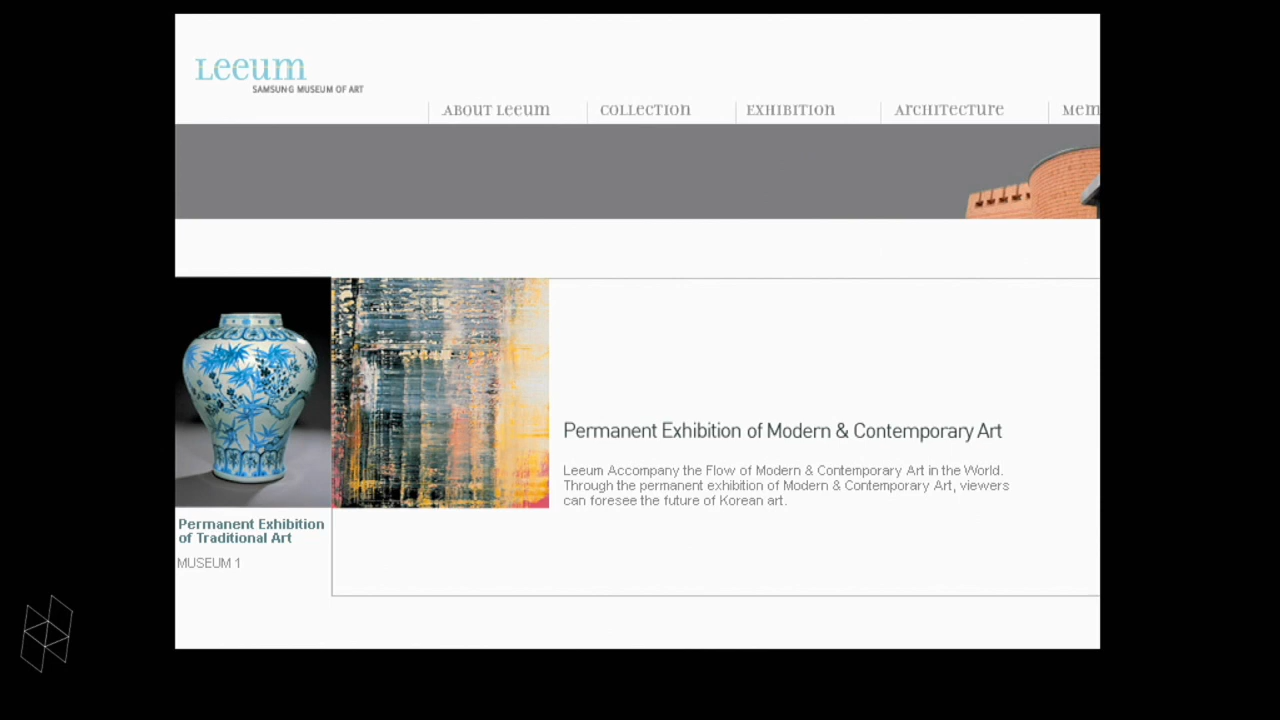 Leeum
SAMSUNG MUSEUM OF ART
ABOUT Leeum
COLLECTION
EXHIBITION
ARCHITECTURE
Mem
Permanent Exhibition of Modern & Contemporary Art
Leeum Accompany the Flow of Modern & Contemporary Art in the World.
Through the permanent exhibition of Modern & Contemporary Art, viewers
can foresee the future of Korean art.
Permanent Exhibition
of Traditional Art
MUSEUM 1